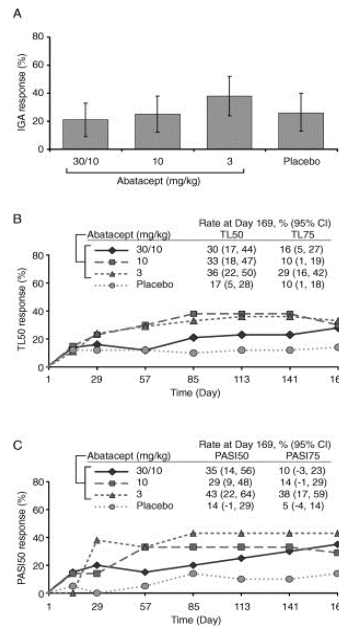 A
IGA response (%)
80
60
40
20
0
30/10
10
3
Placebo
Abatacept (mg/kg)
B
Abatacept (mg/kg) Rate at Day 169, % (95% CI)
TL50 TL75
30/10 30 (17, 44) 16 (5, 27)
10 33 (18, 47) 10 (1, 19)
3 36 (22, 50) 29 (16, 42)
Placebo 17 (5, 28) 10 (1, 18)
TL50 response (%)
80
60
40
20
0
1 29 57 85 113 141 16
Time (Day)
C
Abatacept (mg/kg) Rate at Day 169, % (95% CI)
PASI50 PASI75
30/10 35 (14, 56) 10 (-3, 23)
10 29 (9, 48) 14 (-1, 29)
3 43 (22, 64) 38 (17, 59)
Placebo 14 (-1, 29) 5 (-4, 14)
PASI50 response (%)
80
60
40
20
0
1 29 57 85 113 141 16
Time (Day)